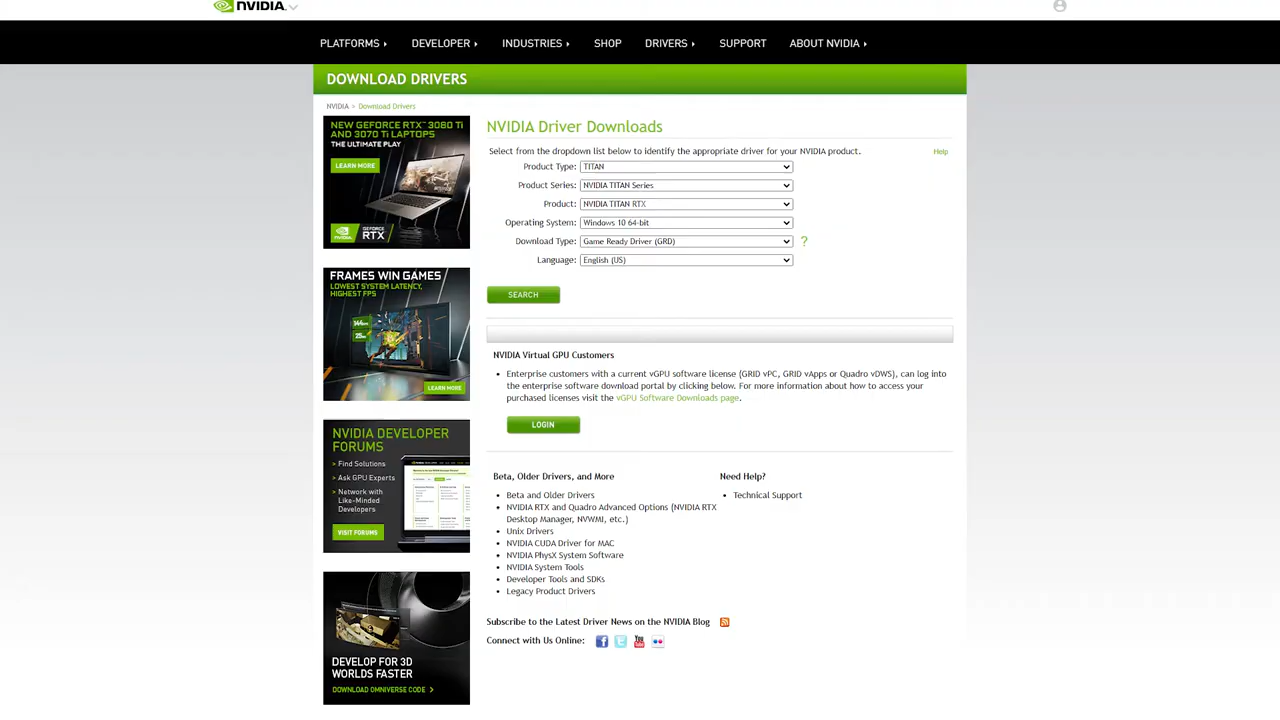 NVIDIA.
PLATFORMS
DEVELOPER
INDUSTRIES
SHOP
DRIVERS
SUPPORT
ABOUT NVIDIA
DOWNLOAD DRIVERS
NVIDIA > Download Drivers
NEW GEFORCE RTX™ 3080 Ti
AND 3070 Ti LAPTOPS
THE ULTIMATE PLAY
LEARN MORE
NVIDIA
GEFORCE
RTX
FRAMES WIN GAMES
LOWEST SYSTEM LATENCY,
HIGHEST FPS
LEARN MORE
NVIDIA DEVELOPER
FORUMS
> Find Solutions
> Ask GPU Experts
> Network with
Like-Minded
Developers
VISIT FORUMS
DEVELOP FOR 3D
WORLDS FASTER
DOWNLOAD OMNIVERSE CODE >
NVIDIA Driver Downloads
Select from the dropdown list below to identify the appropriate driver for your NVIDIA product.
Help
Product Type: TITAN
Product Series: NVIDIA TITAN Series
Product: NVIDIA TITAN RTX
Operating System: Windows 10 64-bit
Download Type: Game Ready Driver (GRD) ?
Language: English (US)
SEARCH
NVIDIA Virtual GPU Customers
• Enterprise customers with a current vGPU software license (GRID vPC, GRID vApps or Quadro vDWS), can log into
the enterprise software download portal by clicking below. For more information about how to access your
purchased licenses visit the vGPU Software Downloads page.
LOGIN
Beta, Older Drivers, and More
• Beta and Older Drivers
• NVIDIA RTX and Quadro Advanced Options (NVIDIA RTX
Desktop Manager, NVWMI, etc.)
• Unix Drivers
• NVIDIA CUDA Driver for MAC
• NVIDIA PhysX System Software
• NVIDIA System Tools
• Developer Tools and SDKs
• Legacy Product Drivers
Need Help?
• Technical Support
Subscribe to the Latest Driver News on the NVIDIA Blog
Connect with Us Online: